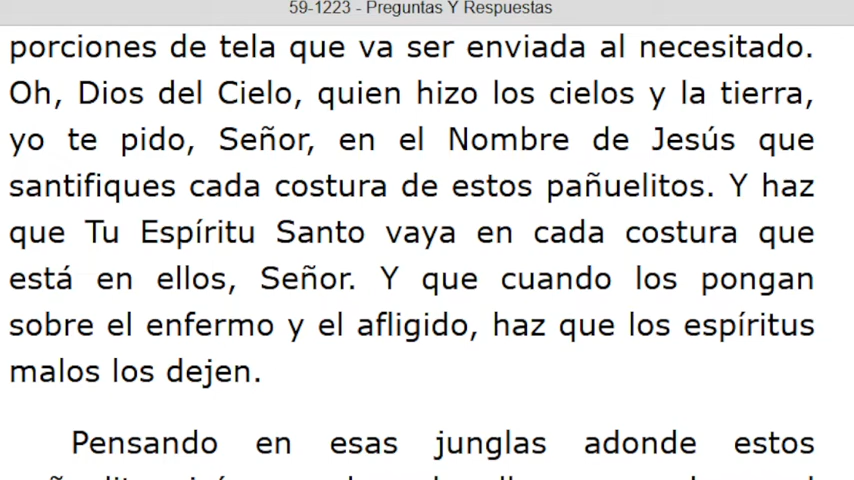 59-1223 - Preguntas Y Respuestas
porciones de tela que va ser enviada al necesitado.
Oh, Dios del Cielo, quien hizo los cielos y la tierra,
yo te pido, Señor, en el Nombre de Jesús que
santifiques cada costura de estos pañuelitos. Y haz
que Tu Espíritu Santo vaya en cada costura que
está en ellos, Señor. Y que cuando los pongan
sobre el enfermo y el afligido, haz que los espíritus
malos los dejen.
Pensando en esas junglas adonde estos